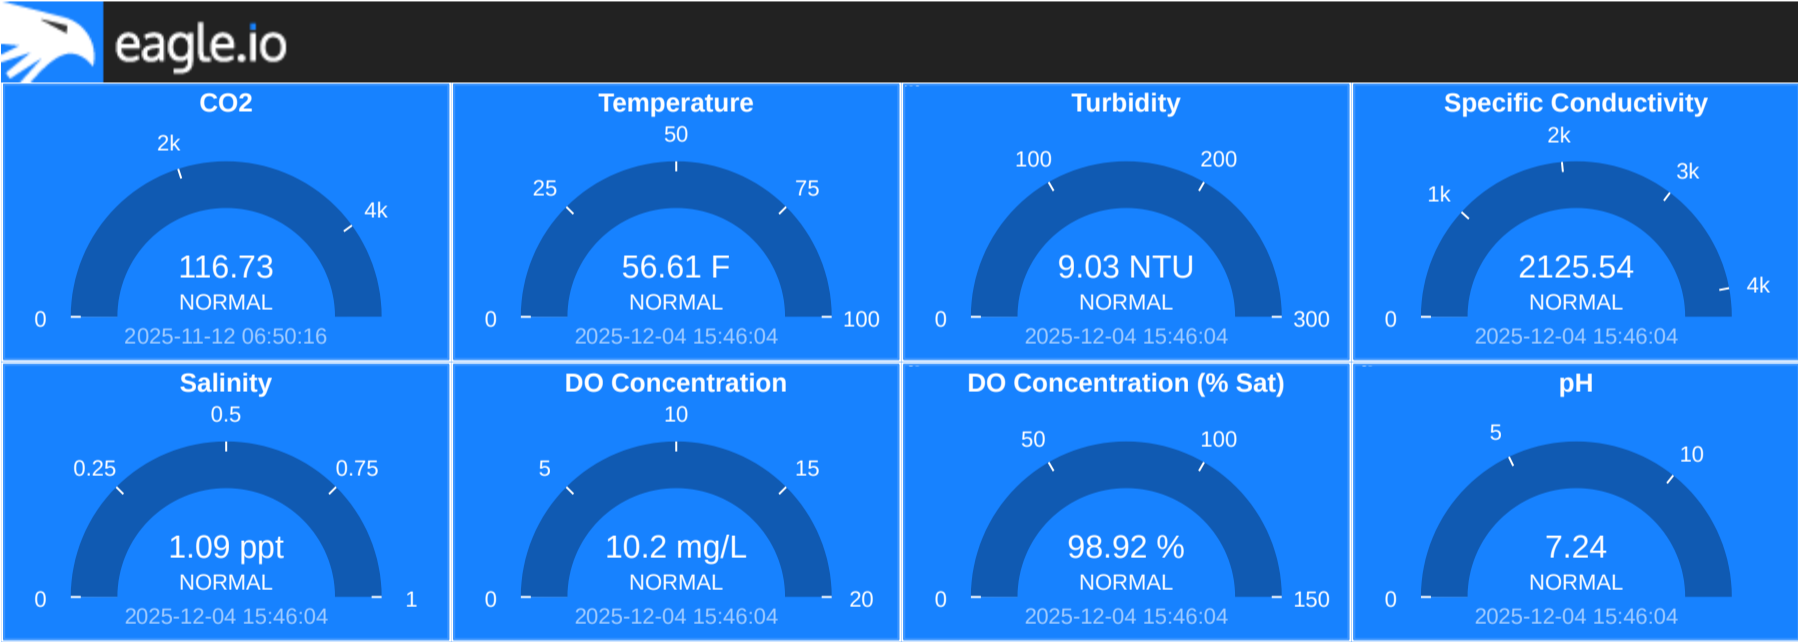 eagle.io
CO2
2k
4k
0
116.73
NORMAL
2025-11-12 06:50:16
Temperature
50
25
75
0
100
56.61 F
NORMAL
2025-12-04 15:46:04
Turbidity
100
200
0
300
9.03 NTU
NORMAL
2025-12-04 15:46:04
Specific Conductivity
2k
1k
3k
4k
0
2125.54
NORMAL
2025-12-04 15:46:04
Salinity
0.5
0.25
0.75
0
1
1.09 ppt
NORMAL
2025-12-04 15:46:04
DO Concentration
10
5
15
0
20
10.2 mg/L
NORMAL
2025-12-04 15:46:04
DO Concentration (% Sat)
50
100
0
150
98.92 %
NORMAL
2025-12-04 15:46:04
pH
5
10
0
7.24
NORMAL
2025-12-04 15:46:04